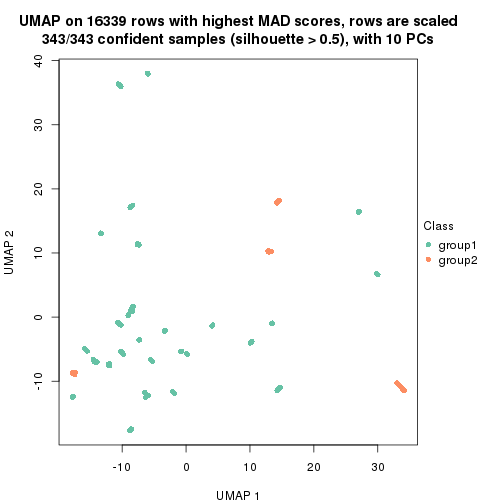 UMAP on 16339 rows with highest MAD scores, rows are scaled
343/343 confident samples (silhouette > 0.5), with 10 PCs
40
30
20
10
0
-10
UMAP 2
-10
0
10
20
30
UMAP 1
Class
group1
group2